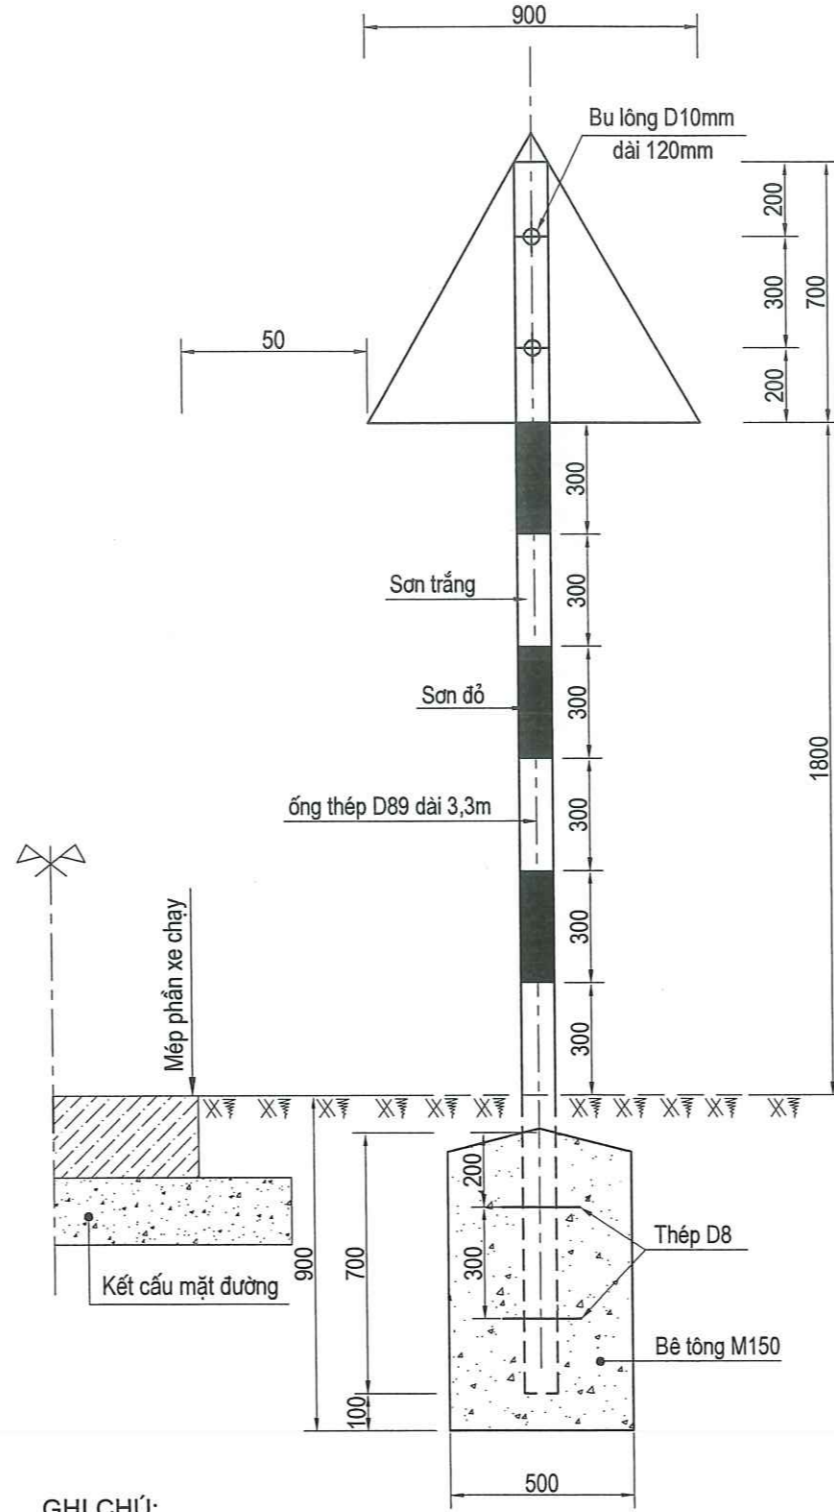 900
Bu lông D10mm
dài 120mm
200
300
700
200
50
300
Sơn trắng
300
Sơn đỏ
300
1800
ống thép D89 dài 3,3m
300
Mép phần xe chạy
300
300
200
Thép D8
300
700
900
Kết cấu mặt đường
Bê tông M150
100
500
GHI CHÚ: